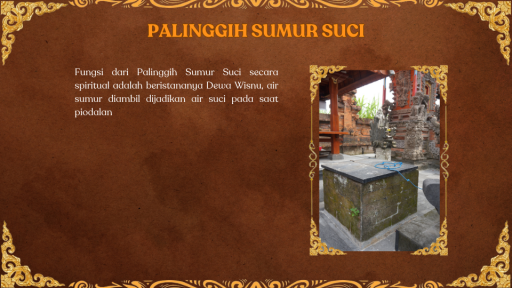 PALINGGIH SUMUR SUCI
Fungsi dari Palinggih Sumur Suci secara
spiritual adalah beristananya Dewa Wisnu, air
sumur diambil dijadikan air suci pada saat
piodalan